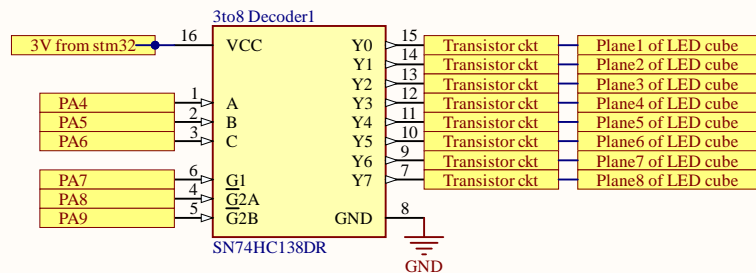 3to8 Decoder1
3V from stm32
16
VCC
Y0
15
Transistor ckt
Plane1 of LED cube
Y1
14
Transistor ckt
Plane2 of LED cube
Y2
13
Transistor ckt
Plane3 of LED cube
PA4
1
A
Y3
12
Transistor ckt
Plane4 of LED cube
PA5
2
B
Y4
11
Transistor ckt
Plane5 of LED cube
PA6
3
C
Y5
10
Transistor ckt
Plane6 of LED cube
Y6
9
Transistor ckt
Plane7 of LED cube
PA7
6
G1
Y7
7
Transistor ckt
Plane8 of LED cube
PA8
4
G2A
PA9
5
G2B
GND
8
SN74HC138DR
GND